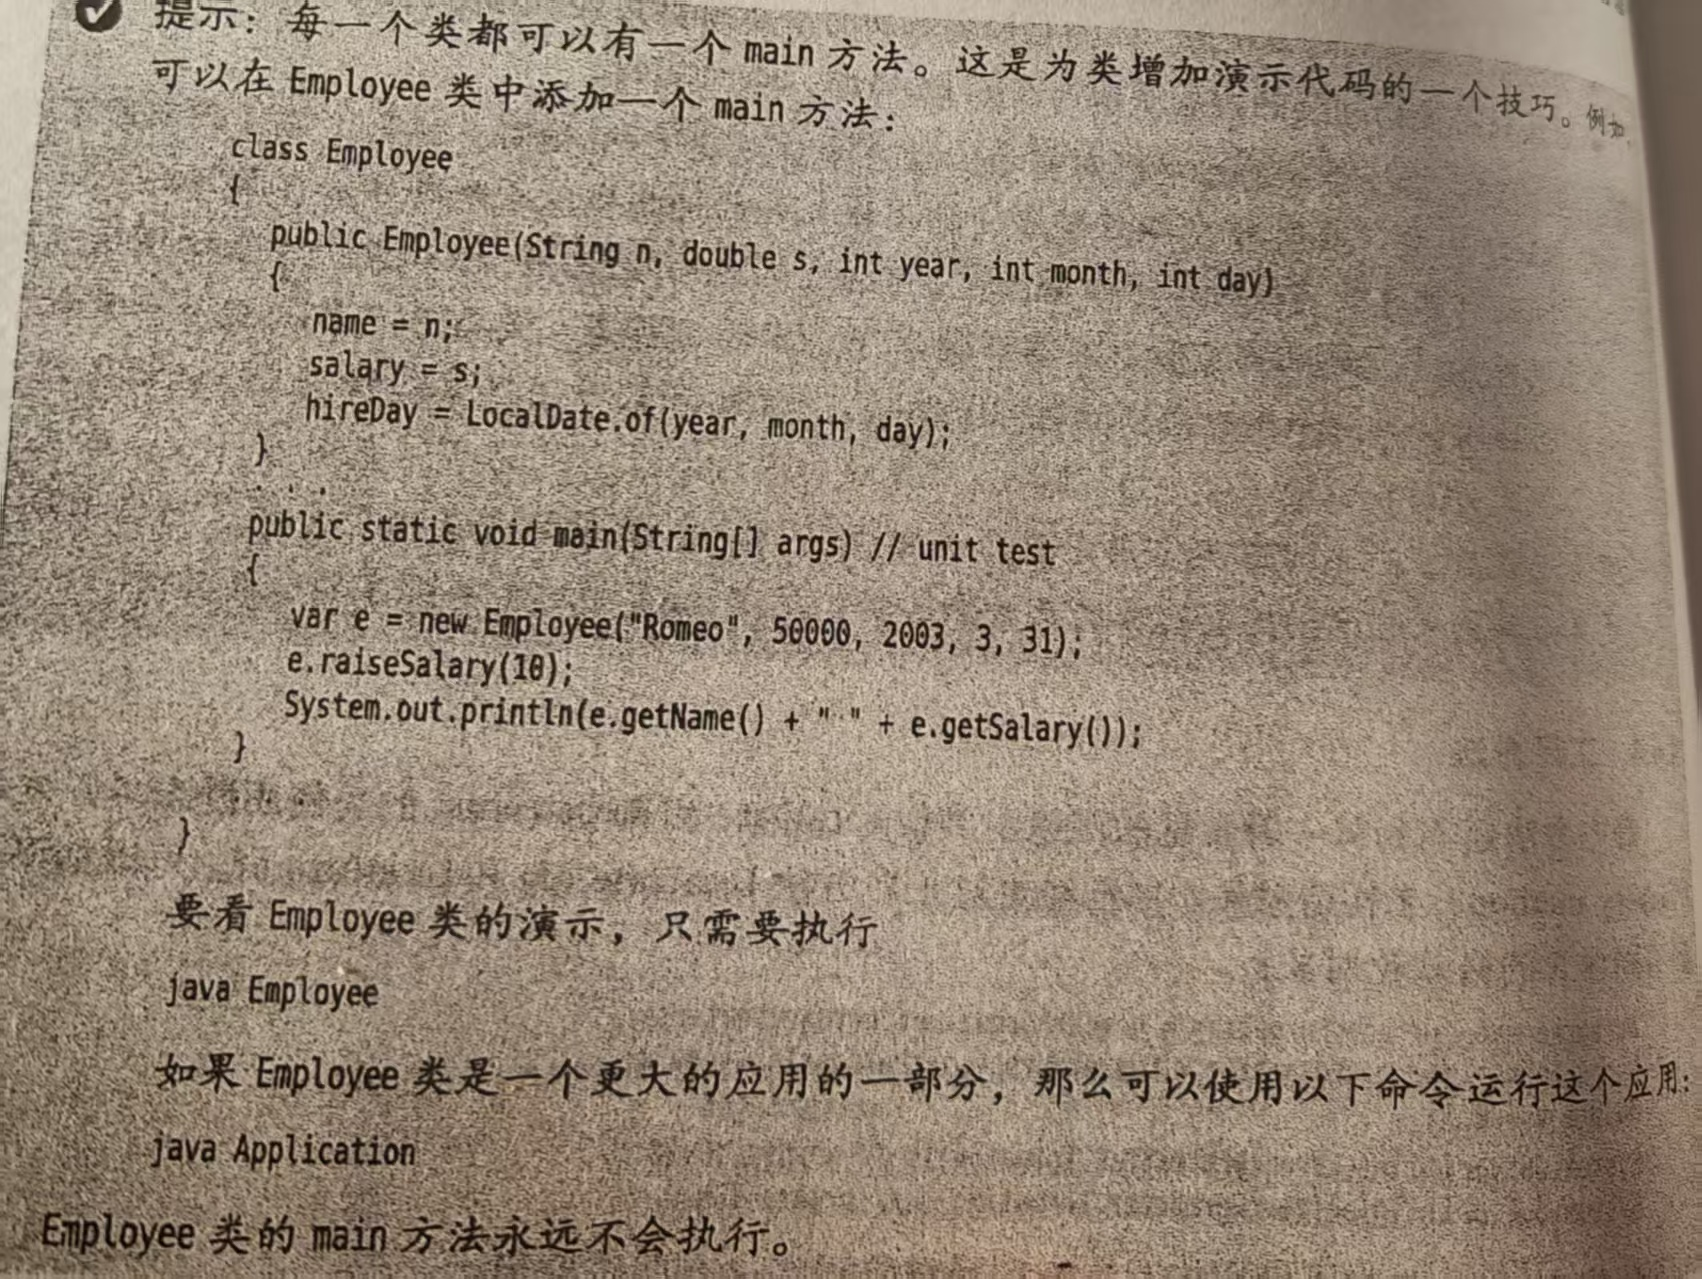 提示：每一个类都可以有一个 main 方法。这是为类增加演示代码的一个技巧。例如，
可以在 Employee 类中添加一个 main 方法：
class Employee
{
public Employee(String n, double s, int year, int month, int day)
{
name = n;
salary = s;
hireDay = LocalDate.of(year, month, day);
}
. . .
public static void main(String[] args) // unit test
{
var e = new Employee("Romeo", 50000, 2003, 3, 31);
e.raiseSalary(10);
System.out.println(e.getName() + " " + e.getSalary());
}
. . .
}
要看 Employee 类的演示，只需要执行
java Employee
如果 Employee 类是一个更大的应用的一部分，那么可以使用以下命令运行这个应用：
java Application
Employee 类的 main 方法永远不会执行。